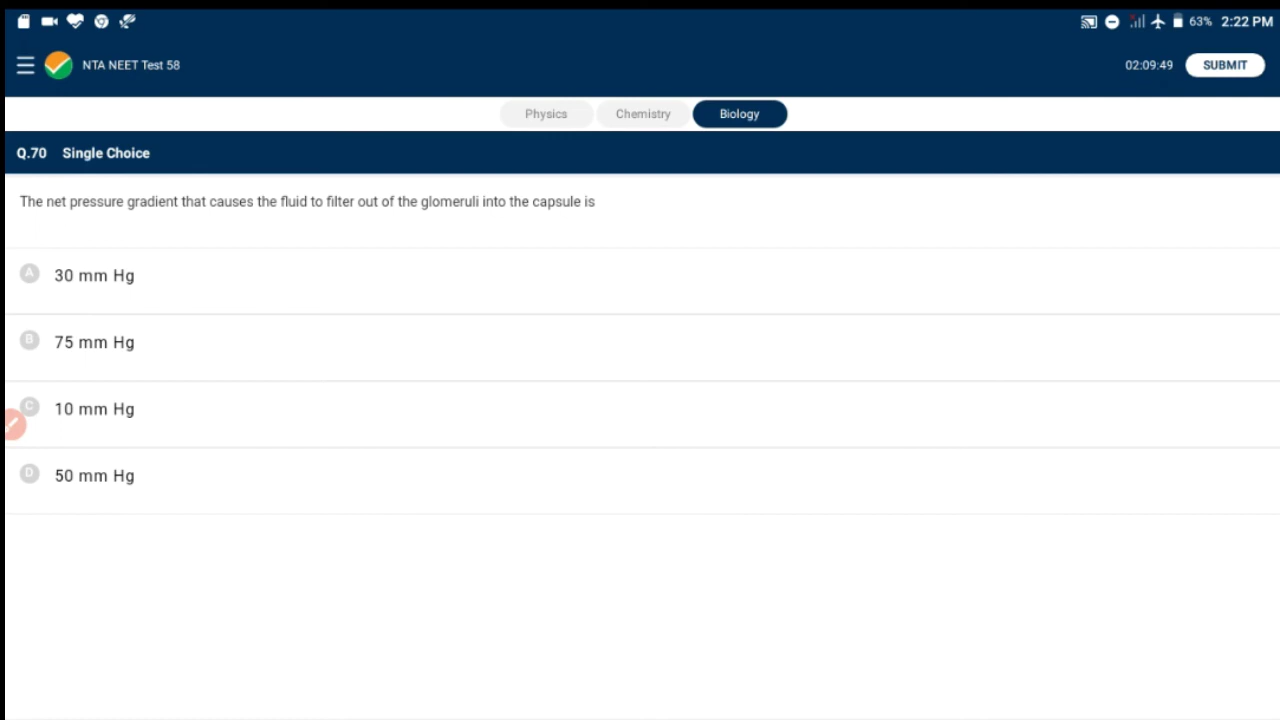 63% 2:22 PM
NTA NEET Test 58
02:09:49 SUBMIT
Physics Chemistry Biology
Q.70 Single Choice
The net pressure gradient that causes the fluid to filter out of the glomeruli into the capsule is
A 30 mm Hg
B 75 mm Hg
C 10 mm Hg
D 50 mm Hg